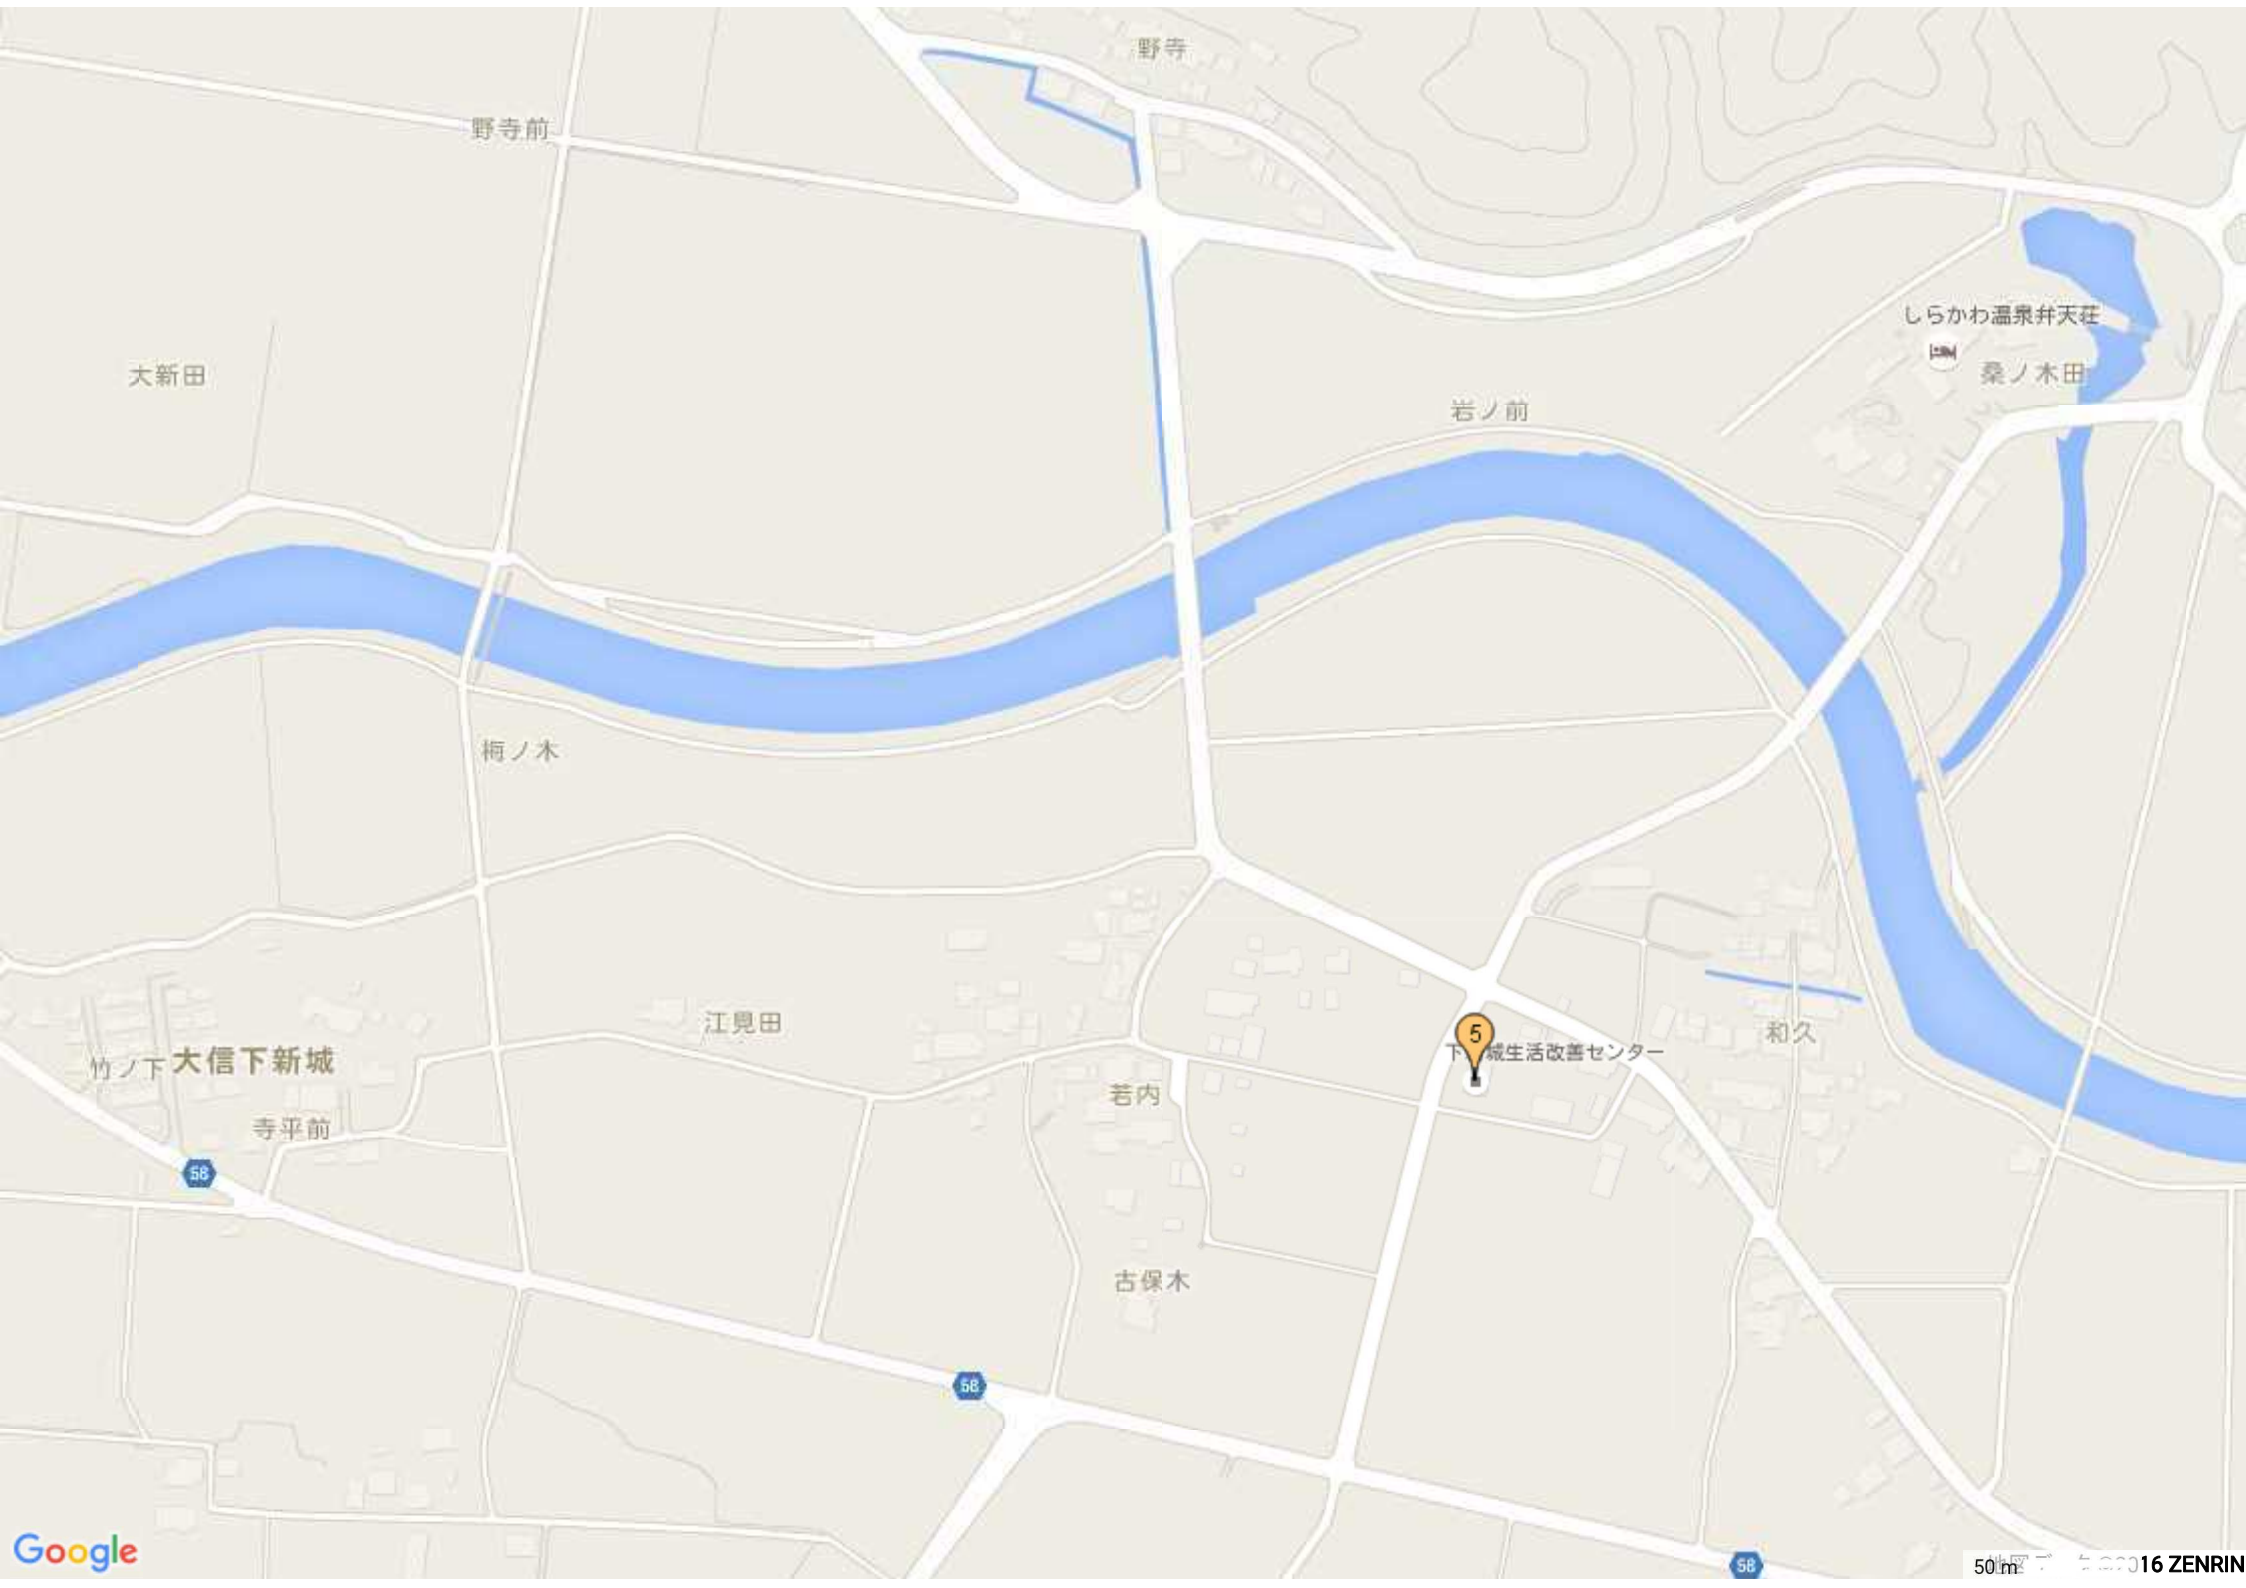 野寺
野寺前
しらかわ温泉弁天荘
大新田
桑ノ木田
岩ノ前
梅ノ木
江見田
和久
5
城生活改善センター
竹ノ下
大信下新城
若内
寺平前
58
古保木
58
Google
58
50 m
16 ZENRIN